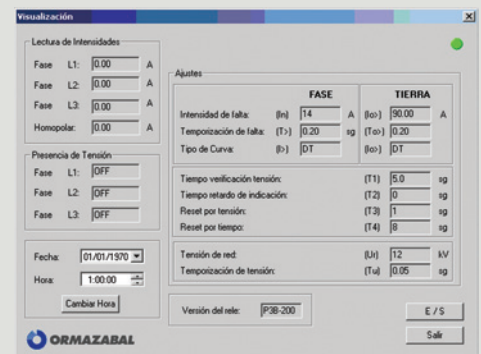 Visualización
Lectura de Intensidades
Fase L1: 0.00 A
Fase L2: 0.00 A
Fase L3: 0.00 A
Homopolar: 0.00 A
Presencia de Tensión
Fase L1: OFF
Fase L2: OFF
Fase L3: OFF
Fecha: 01/01/1970
Hora: 1:00:00
Cambiar Hora
ORMAZABAL
Ajustes
FASE TIERRA
Intensidad de falta: (In) 14 A (Io>) 90.00 A
Temporización de falta: (T>) 0.20 sg (To>) 0.20
Tipo de Curva: (I>) DT (Io>) DT
Tiempo verificación tensión: (T1) 5.0 sg
Tiempo retardo de indicación: (T2) 0 sg
Reset por tensión: (T3) 1 sg
Reset por tiempo: (T4) 8 sg
Tensión de red: (Ur) 12 kV
Temporización de tensión: (Tu) 0.05 sg
Versión del rele: P3B-200
E / S
Salir